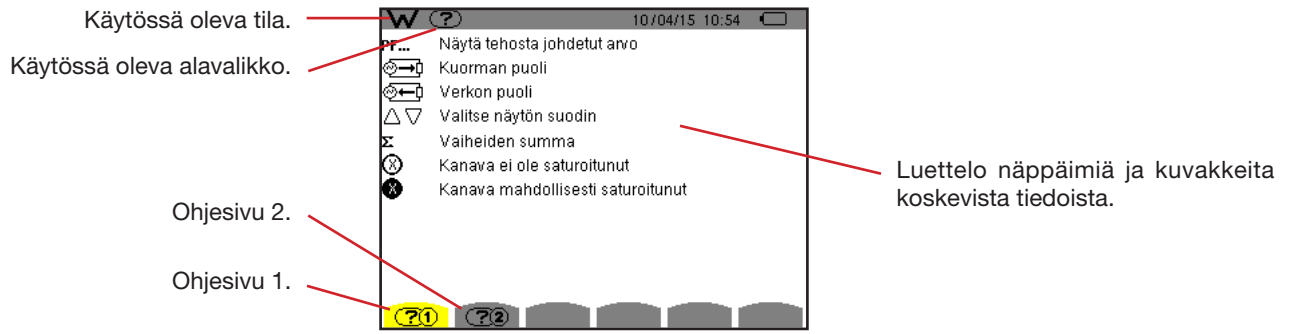 Käytössä oleva tila.
W ? 10/04/15 10:54
Käytössä oleva alavalikko.
PF... Näytä tehosta johdetut arvo
Kuorman puoli
Verkon puoli
Valitse näytön suodin
Σ Vaiheiden summa
X Kanava ei ole saturoitunut
X Kanava mahdollisesti saturoitunut
Luettelo näppäimiä ja kuvakkeita
koskevista tiedoista.
Ohjesivu 2.
Ohjesivu 1.
?1 ?2